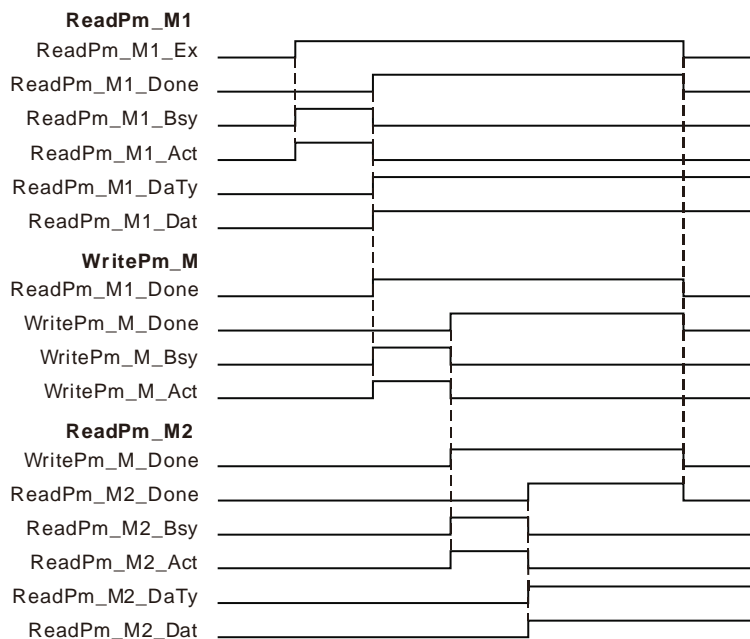 ReadPm_M1
ReadPm_M1_Ex
ReadPm_M1_Done
ReadPm_M1_Bsy
ReadPm_M1_Act
ReadPm_M1_DaTy
ReadPm_M1_Dat
WritePm_M
ReadPm_M1_Done
WritePm_M_Done
WritePm_M_Bsy
WritePm_M_Act
ReadPm_M2
WritePm_M_Done
ReadPm_M2_Done
ReadPm_M2_Bsy
ReadPm_M2_Act
ReadPm_M2_DaTy
ReadPm_M2_Dat